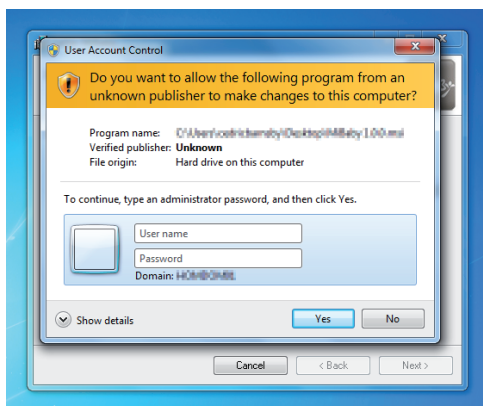 User Account Control
Do you want to allow the following program from an
unknown publisher to make changes to this computer?
Program name:
Verified publisher: Unknown
File origin: Hard drive on this computer
To continue, type an administrator password, and then click Yes.
User name
Password
Domain:
Show details
Yes No
Cancel < Back Next >